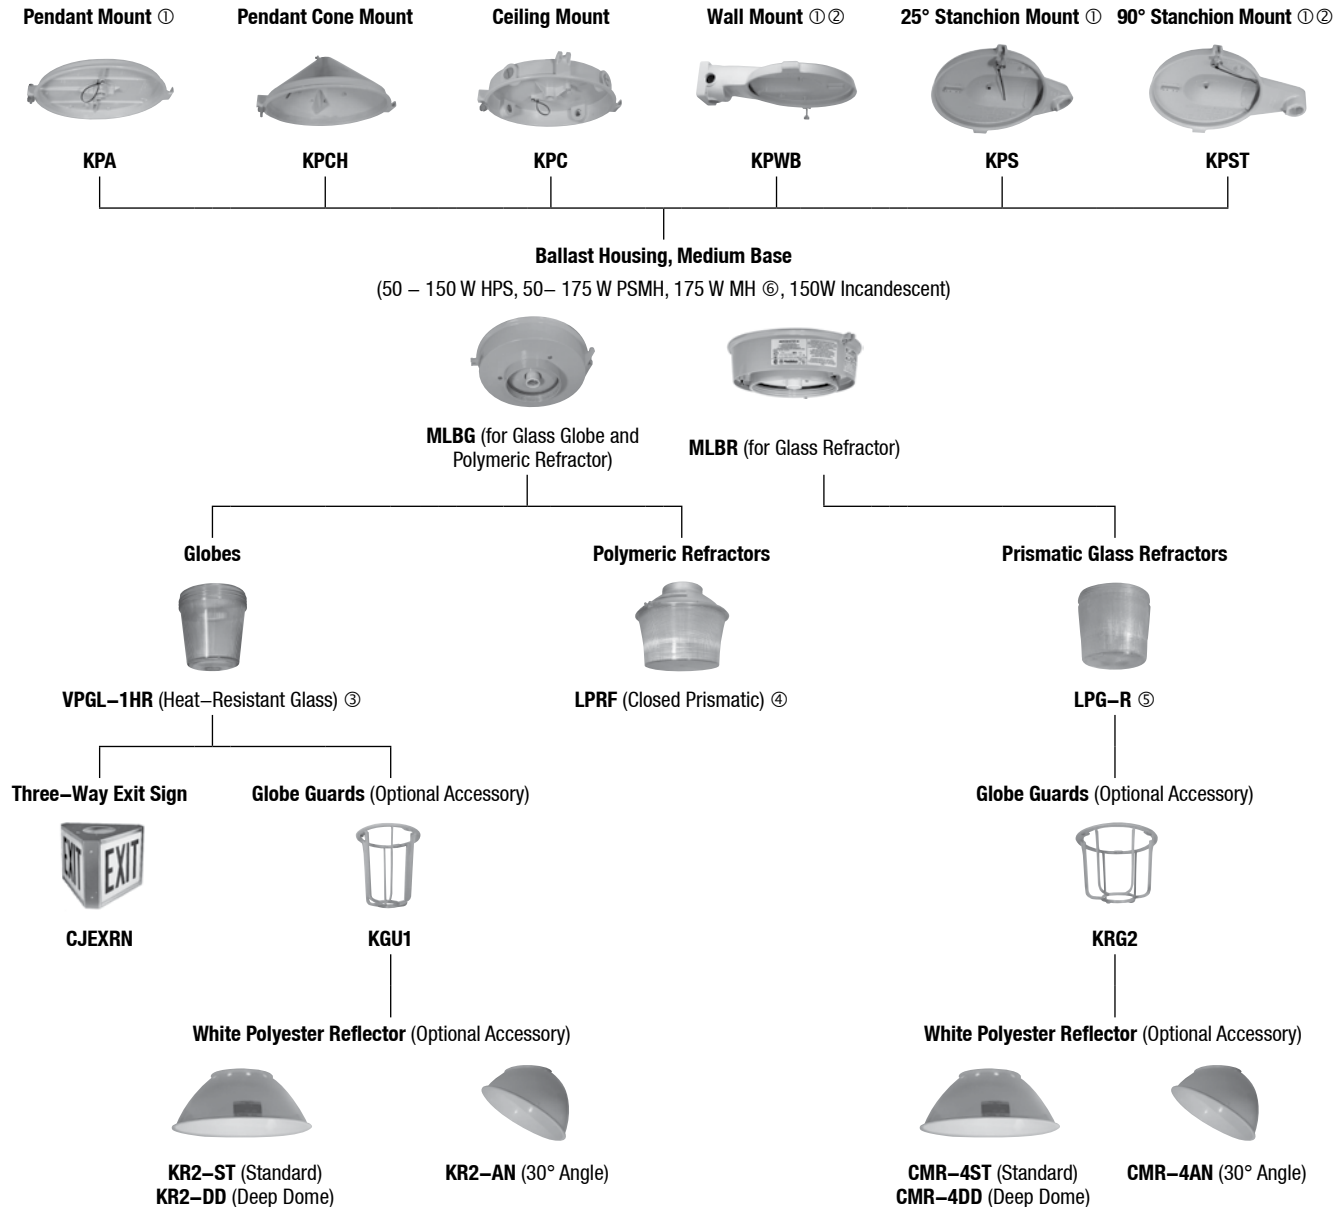 Pendant Mount ①
Pendant Cone Mount
Ceiling Mount
Wall Mount ①②
25° Stanchion Mount ①
90° Stanchion Mount ①②
KPA
KPCH
KPC
KPWB
KPS
KPST
Ballast Housing, Medium Base
(50 – 150 W HPS, 50– 175 W PSMH, 175 W MH ⑥, 150W Incandescent)
MLBG (for Glass Globe and
Polymeric Refractor)
MLBR (for Glass Refractor)
Globes
Polymeric Refractors
Prismatic Glass Refractors
VPGL–1HR (Heat–Resistant Glass) ③
LPRF (Closed Prismatic) ④
LPG–R ⑤
Three–Way Exit Sign
Globe Guards (Optional Accessory)
Globe Guards (Optional Accessory)
EXIT
EXIT
CJEXRN
KGU1
KRG2
White Polyester Reflector (Optional Accessory)
White Polyester Reflector (Optional Accessory)
KR2–ST (Standard)
KR2–DD (Deep Dome)
KR2–AN (30° Angle)
CMR–4ST (Standard)
CMR–4DD (Deep Dome)
CMR–4AN (30° Angle)